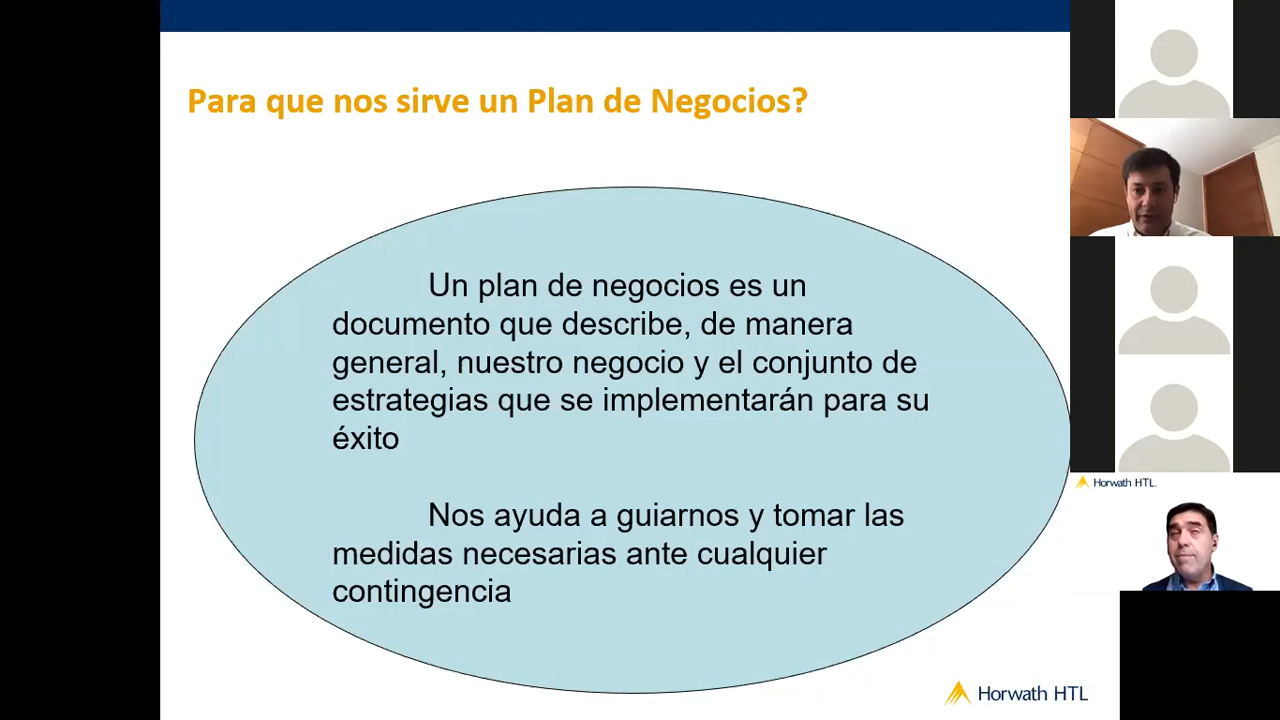 Para que nos sirve un Plan de Negocios?
Un plan de negocios es un
documento que describe, de manera
general, nuestro negocio y el conjunto de
estrategias que se implementarán para su
éxito
Nos ayuda a guiarnos y tomar las
medidas necesarias ante cualquier
contingencia
Horwath HTL
Horwath HTL.